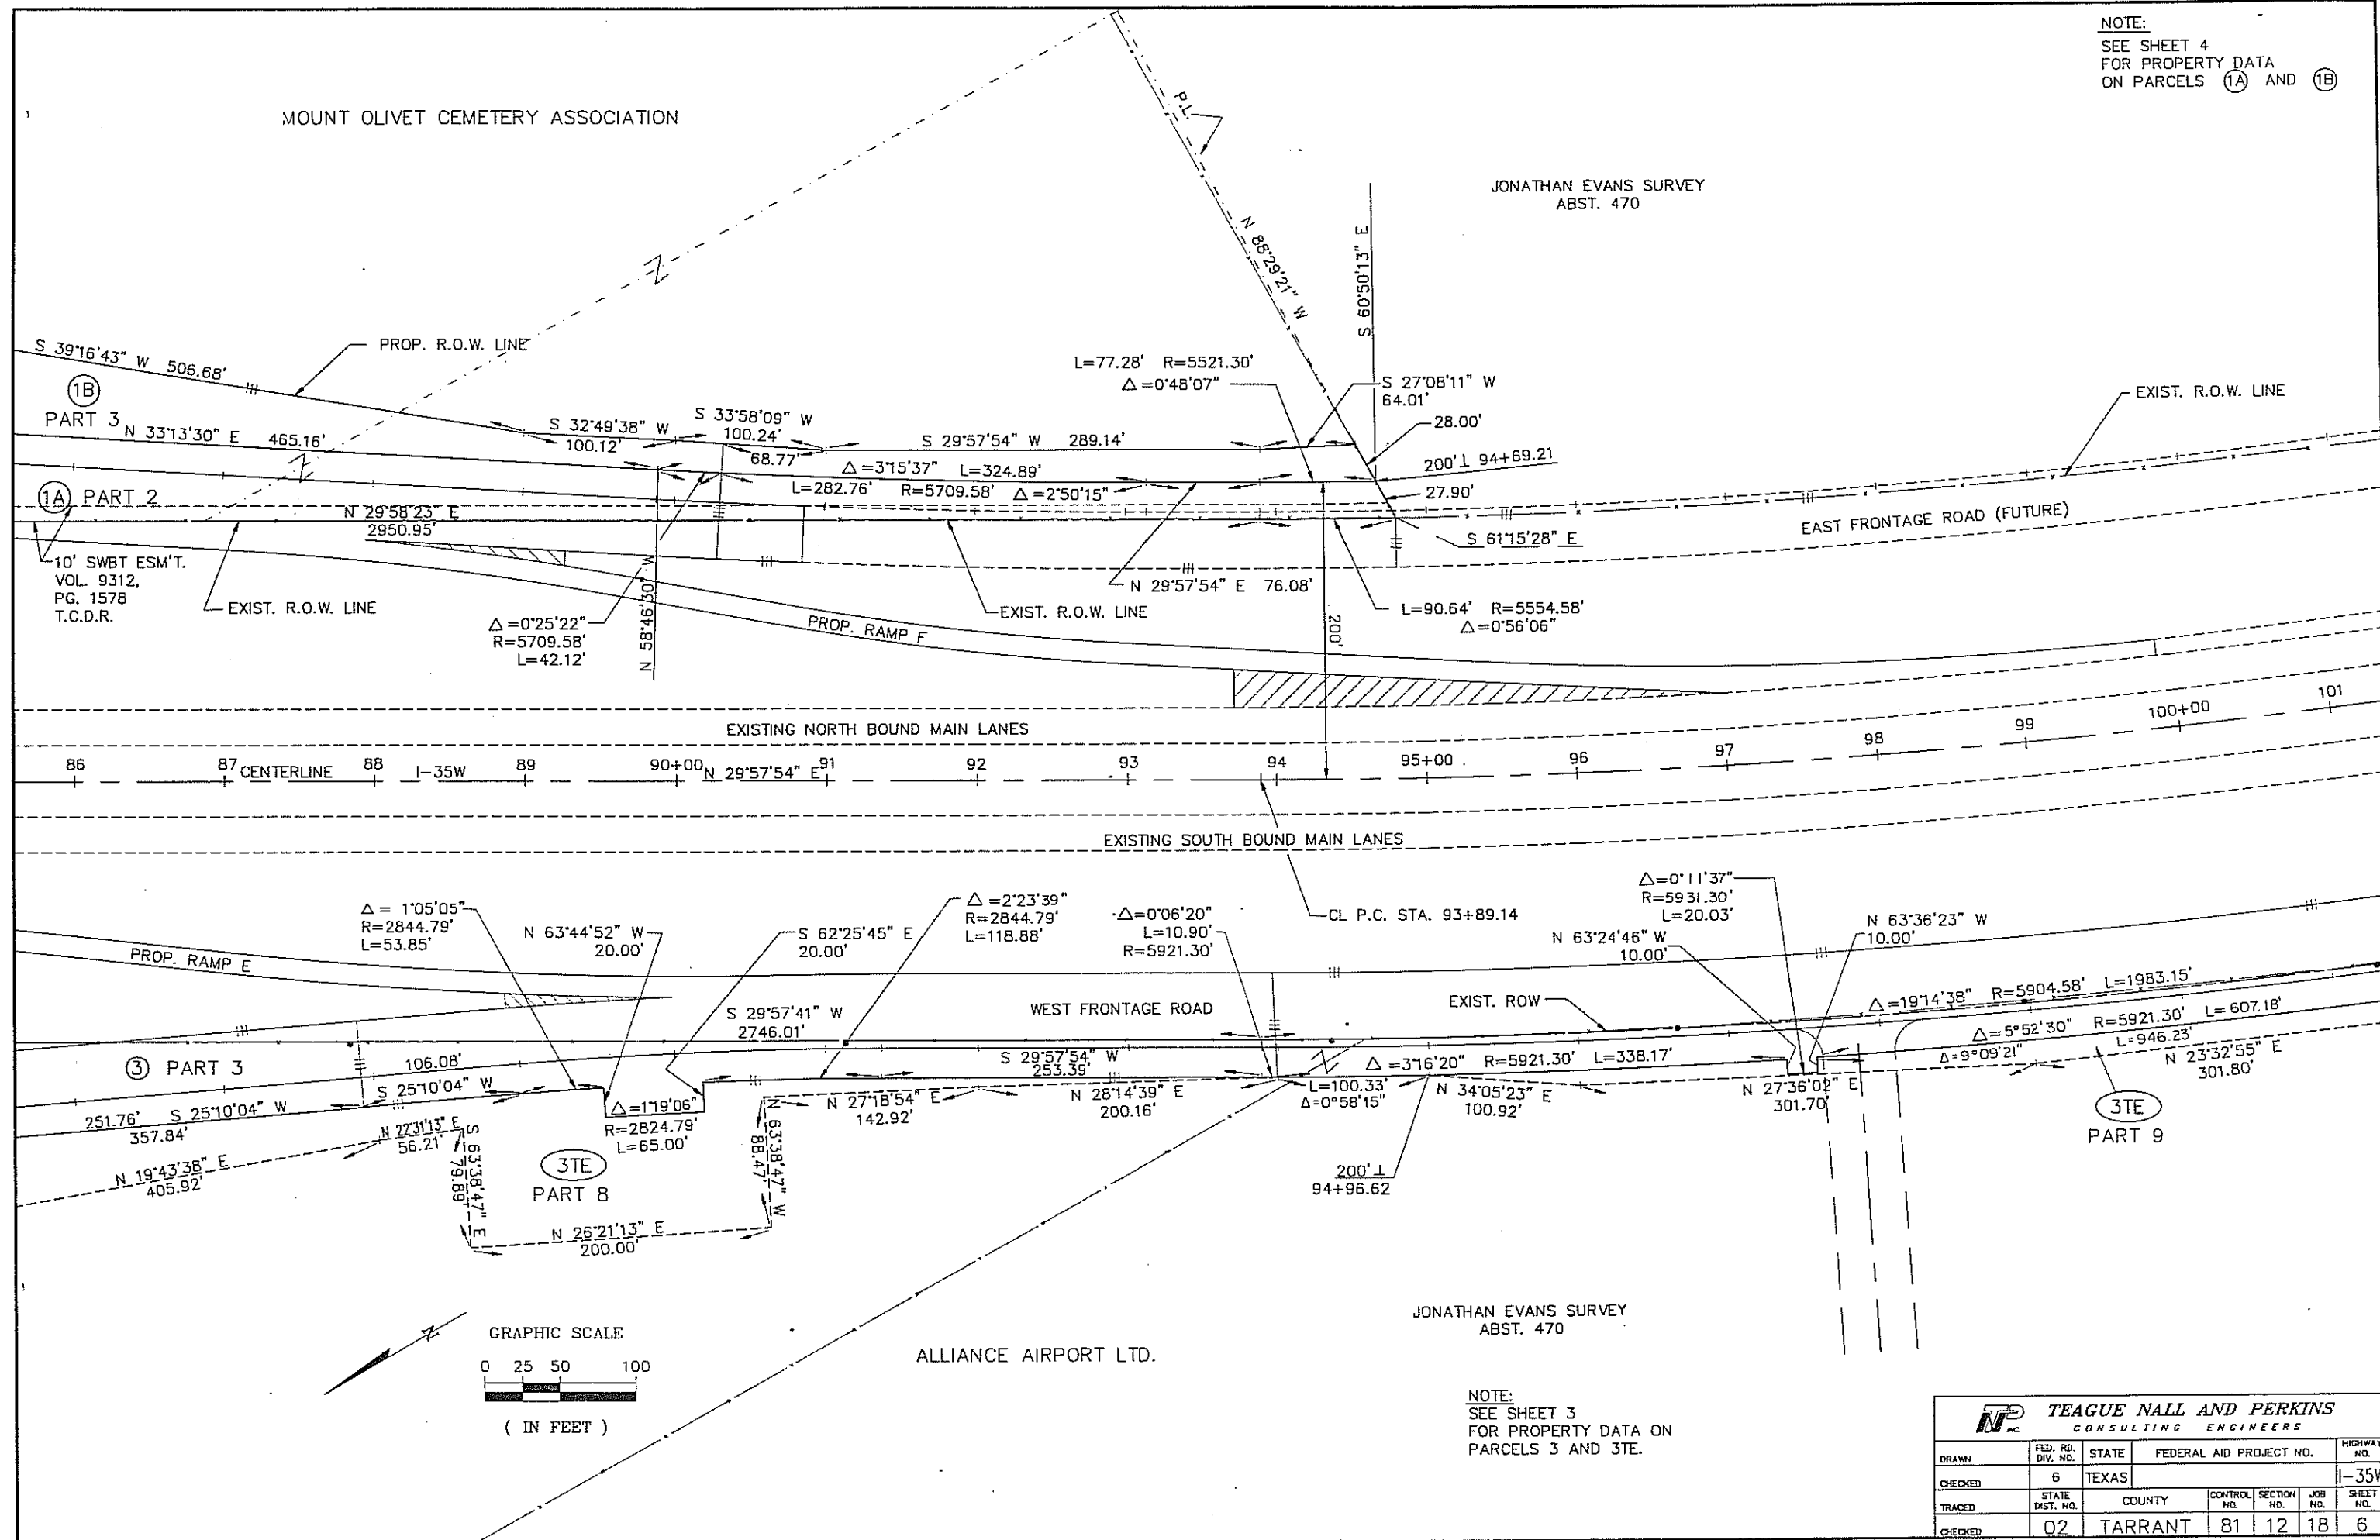 NOTE:
SEE SHEET 4
FOR PROPERTY DATA
ON PARCELS 1A AND 1B
MOUNT OLIVET CEMETERY ASSOCIATION
P.L.
JONATHAN EVANS SURVEY
ABST. 470
N 88°29'21" W
S 60°50'13" E
S 39°16'43" W 506.68'
PROP. R.O.W. LINE
1B
PART 3
N 33°13'30" E 465.16'
S 32°49'38" W
100.12'
S 33°58'09" W
100.24'
68.77'
S 29°57'54" W 289.14'
L=77.28' R=5521.30'
Δ=0°48'07"
S 27°08'11" W
64.01'
28.00'
EXIST. R.O.W. LINE
Δ=3°15'37" L=324.89'
L=282.76' R=5709.58' Δ=2°50'15"
200'⊥ 94+69.21
27.90'
1A PART 2
N 29°58'23" E
2950.95'
EAST FRONTAGE ROAD (FUTURE)
S 61°15'28" E
10' SWBT ESM'T.
VOL. 9312,
PG. 1578
T.C.D.R.
EXIST. R.O.W. LINE
Δ=0°25'22"
R=5709.58'
L=42.12'
N 58°46'30" W
PROP. RAMP F
EXIST. R.O.W. LINE
N 29°57'54" E 76.08'
L=90.64' R=5554.58'
Δ=0°56'06"
200'
EXISTING NORTH BOUND MAIN LANES
86 87 88 89 90+00 91 92 93 94 95+00 96 97 98 99 100+00 101
CENTERLINE I-35W N 29°57'54" E
EXISTING SOUTH BOUND MAIN LANES
CL P.C. STA. 93+89.14
Δ= 1°05'05"
R=2844.79'
L=53.85'
N 63°44'52" W
20.00'
S 62°25'45" E
20.00'
Δ=2°23'39"
R=2844.79'
L=118.88'
Δ=0°06'20"
L=10.90'
R=5921.30'
Δ=0°11'37"
R=5931.30'
L=20.03'
N 63°24'46" W
10.00'
N 63°36'23" W
10.00'
PROP. RAMP E
S 29°57'41" W
2746.01'
WEST FRONTAGE ROAD
EXIST. ROW
Δ=19°14'38" R=5904.58' L=1983.15'
3 PART 3
106.08'
S 25°10'04" W
S 29°57'54" W
253.39'
Δ=3°16'20" R=5921.30' L=338.17'
Δ=5°52'30" R=5921.30' L=607.18'
Δ=9°09'21" L=946.23'
N 23°32'55" E
301.80'
251.76' S 25°10'04" W
357.84'
Δ=1°19'06"
R=2824.79'
L=65.00'
N 27°18'54" E
142.92'
N 28°14'39" E
200.16'
L=100.33'
Δ=0°58'15"
N 34°05'23" E
100.92'
N 27°36'02" E
301.70'
N 22°31'13" E
56.21'
S 63°38'47" E
79.89'
N 63°38'47" W
88.47'
N 19°43'38" E
405.92'
3TE
PART 8
3TE
PART 9
200'⊥
94+96.62
N 26°21'13" E
200.00'
N
GRAPHIC SCALE
0 25 50 100
( IN FEET )
ALLIANCE AIRPORT LTD.
JONATHAN EVANS SURVEY
ABST. 470
NOTE:
SEE SHEET 3
FOR PROPERTY DATA ON
PARCELS 3 AND 3TE.
TNP INC
TEAGUE NALL AND PERKINS
CONSULTING ENGINEERS
DRAWN FED. RD. DIV. NO. STATE FEDERAL AID PROJECT NO. HIGHWAY NO.
CHECKED 6 TEXAS I-35W
TRACED STATE DIST. NO. COUNTY CONTROL NO. SECTION NO. JOB NO. SHEET NO.
CHECKED 02 TARRANT 81 12 18 6